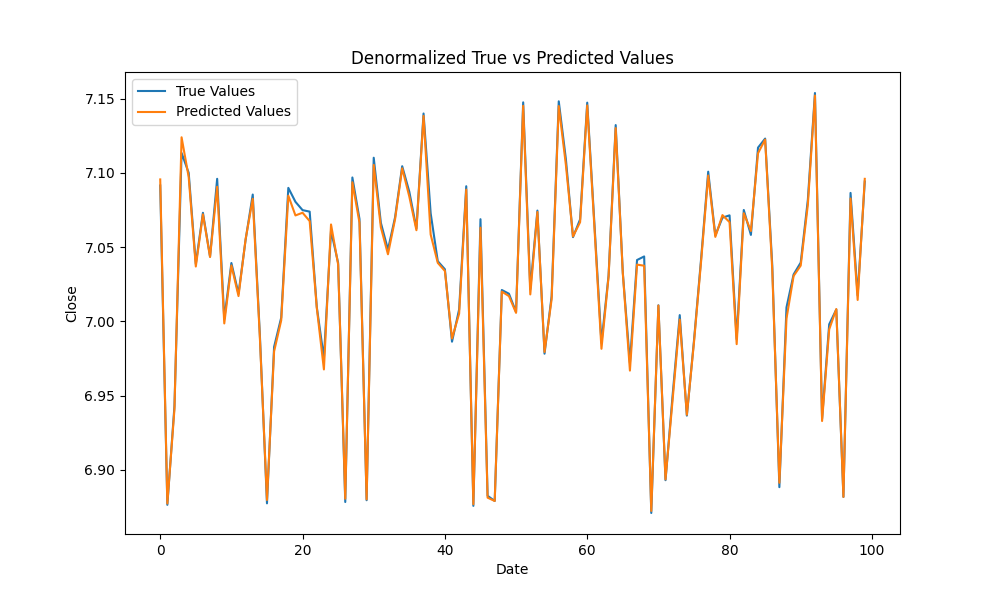 Denormalized True vs Predicted Values
True Values
Predicted Values
Close
7.15
7.10
7.05
7.00
6.95
6.90
0 20 40 60 80 100
Date